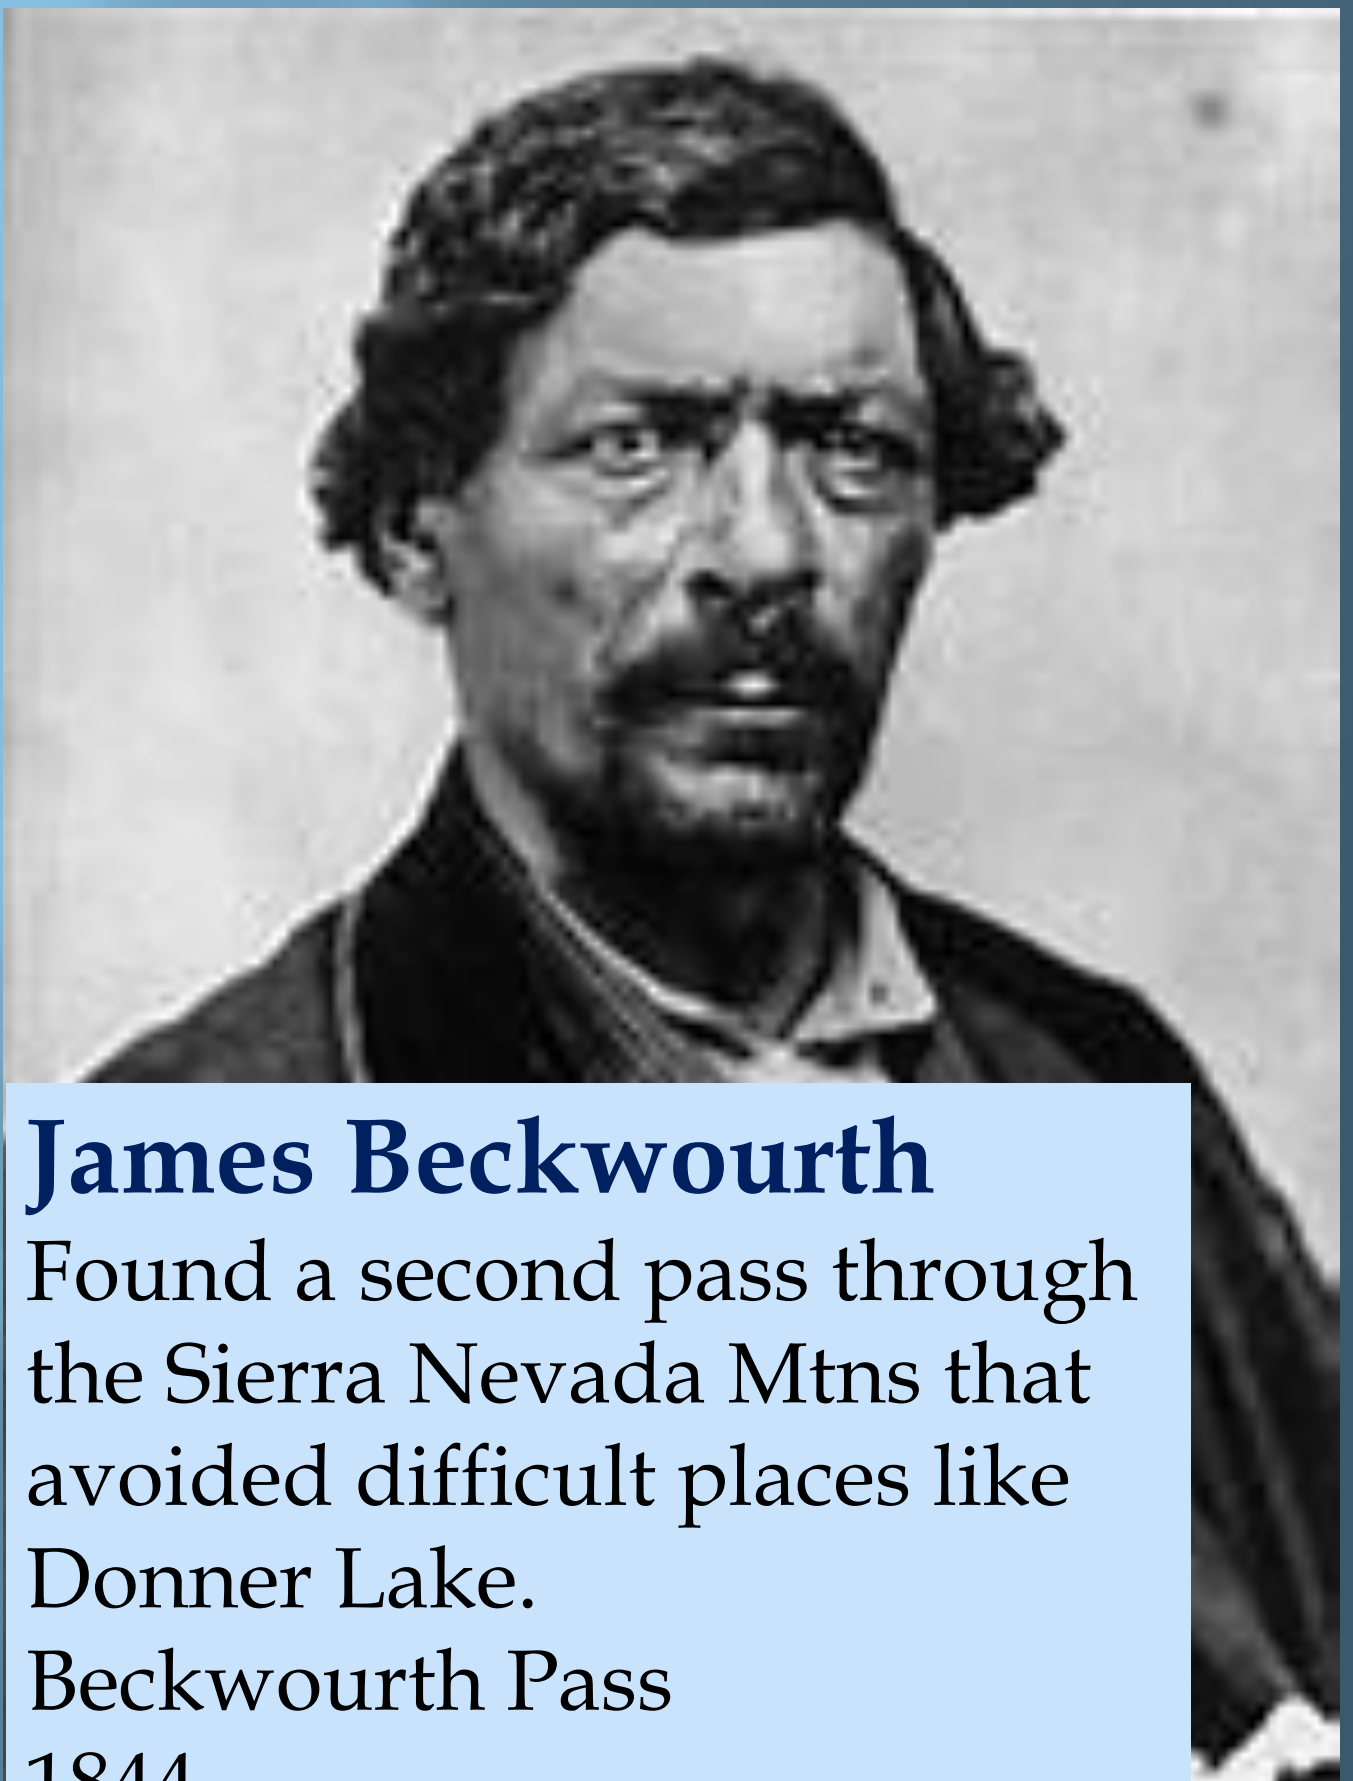 James Beckwourth
Found a second pass through
the Sierra Nevada Mtns that
avoided difficult places like
Donner Lake.
Beckwourth Pass
1844